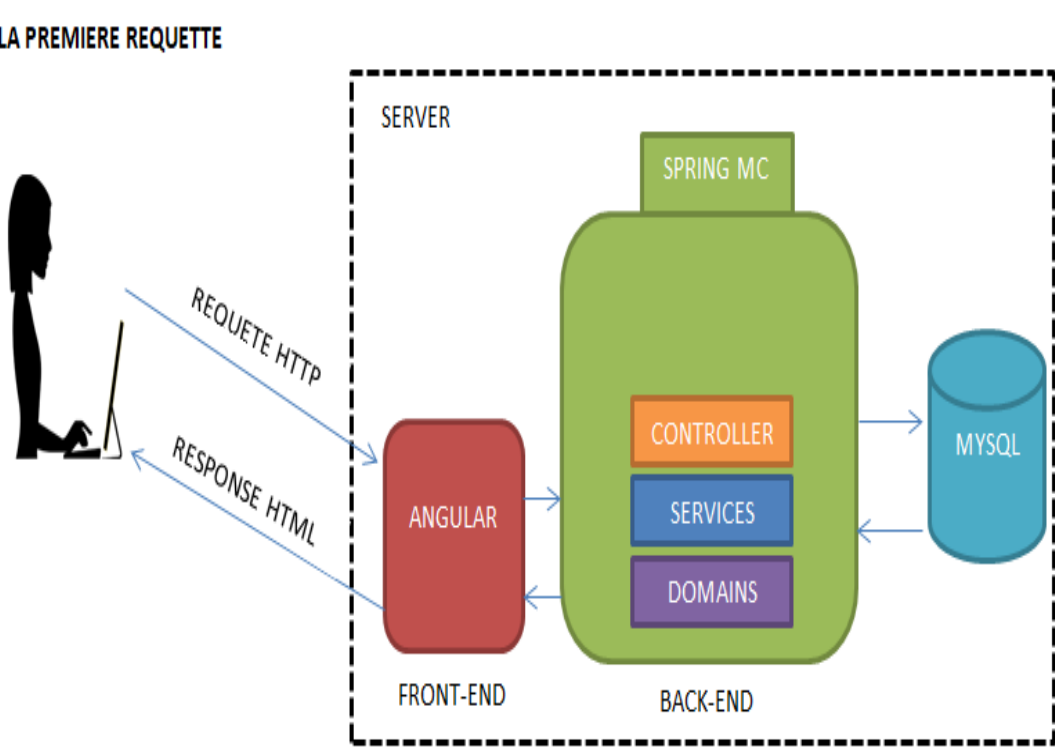 LA PREMIERE REQUETTE
SERVER
SPRING MC
REQUETE HTTP
RESPONSE HTML
ANGULAR
CONTROLLER
SERVICES
DOMAINS
MYSQL
FRONT-END
BACK-END